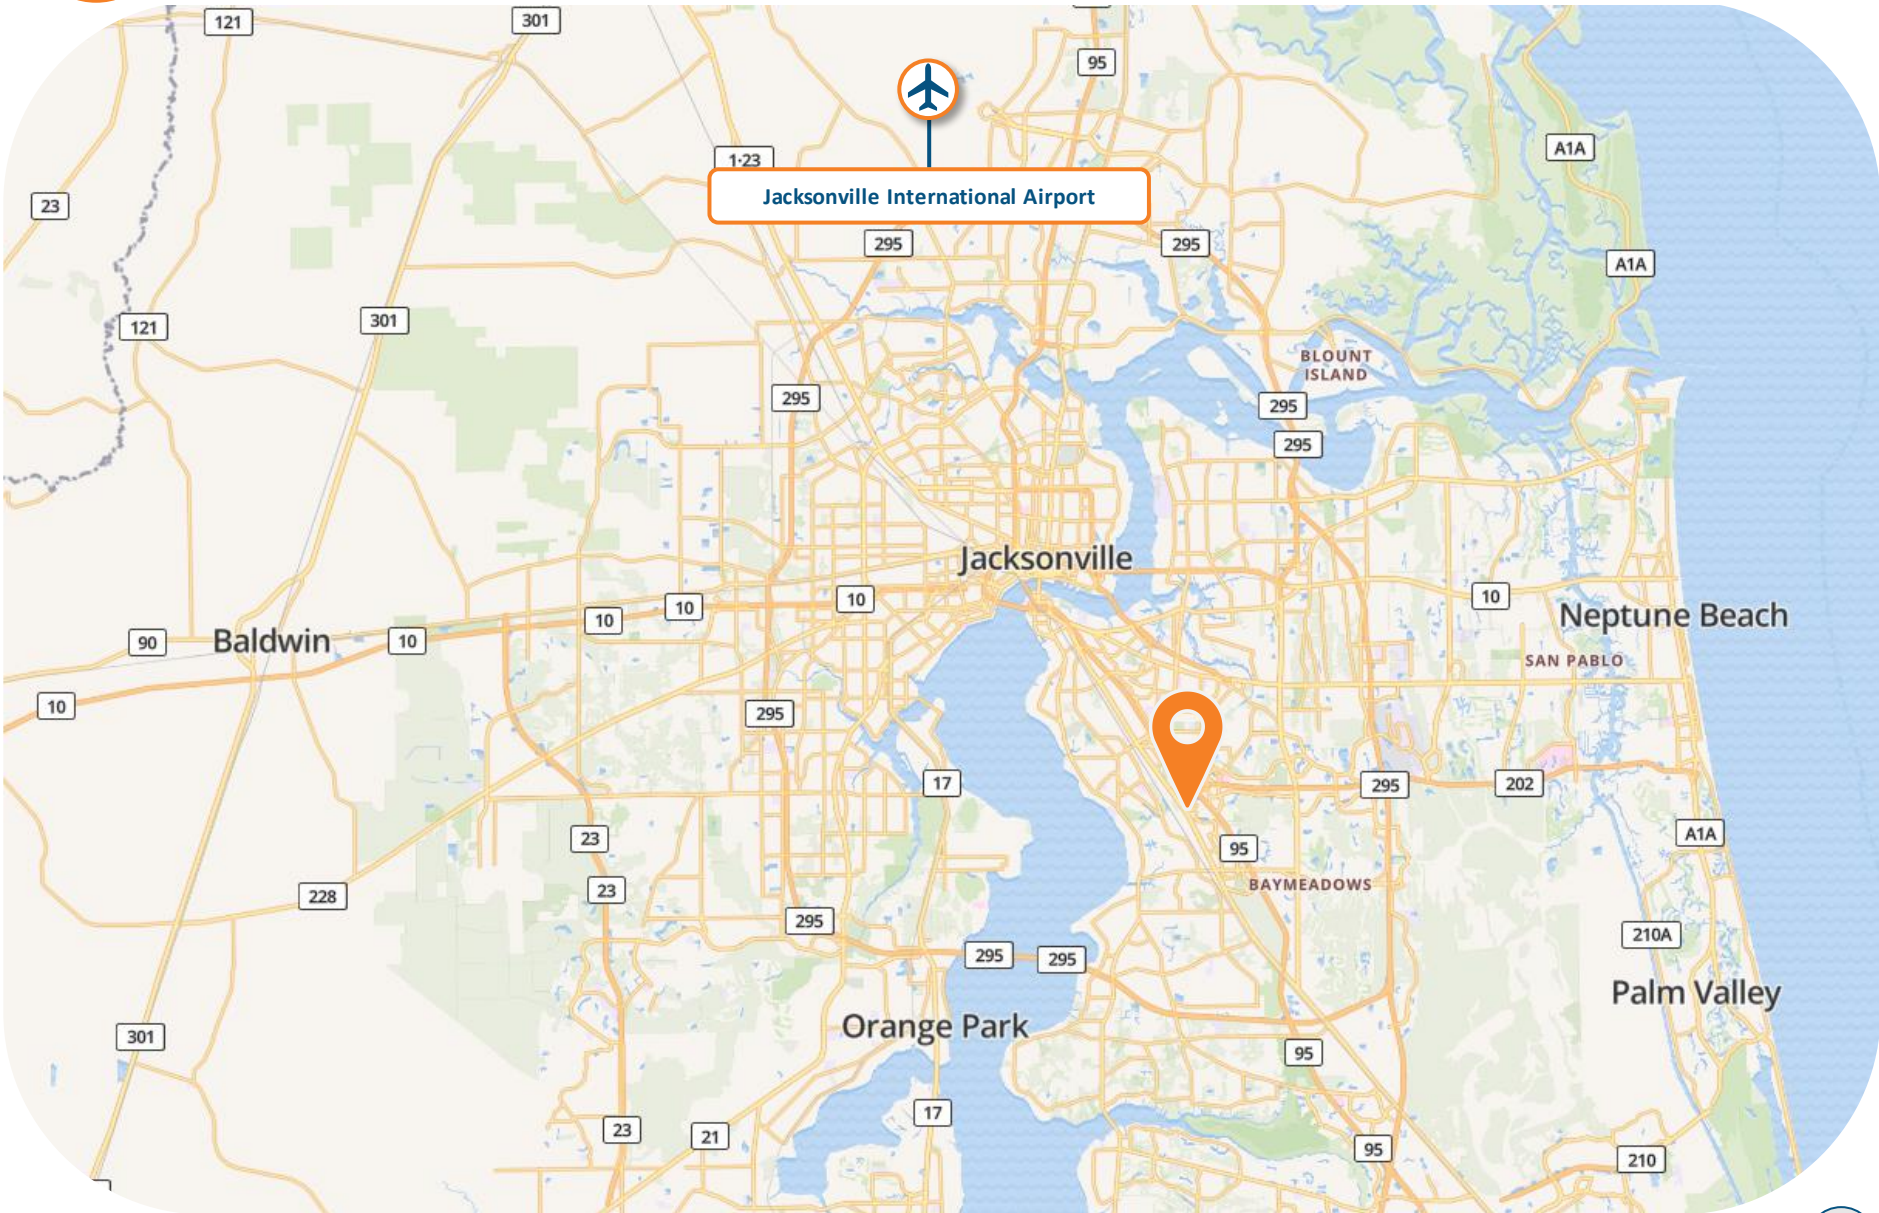 121
301
95
1·23
A1A
23
Jacksonville International Airport
295
295
A1A
121
301
BLOUNT
ISLAND
295
295
295
Jacksonville
10
10
10
10
Neptune Beach
90
Baldwin
10
SAN PABLO
10
295
17
295
202
23
A1A
95
BAYMEADOWS
23
228
295
210A
295
295
Palm Valley
Orange Park
301
95
17
23
21
95
210